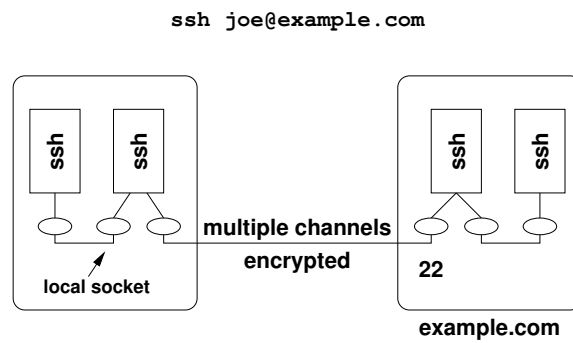 ssh joe@example.com
ssh
ssh
ssh
ssh
multiple channels
encrypted
22
local socket
example.com